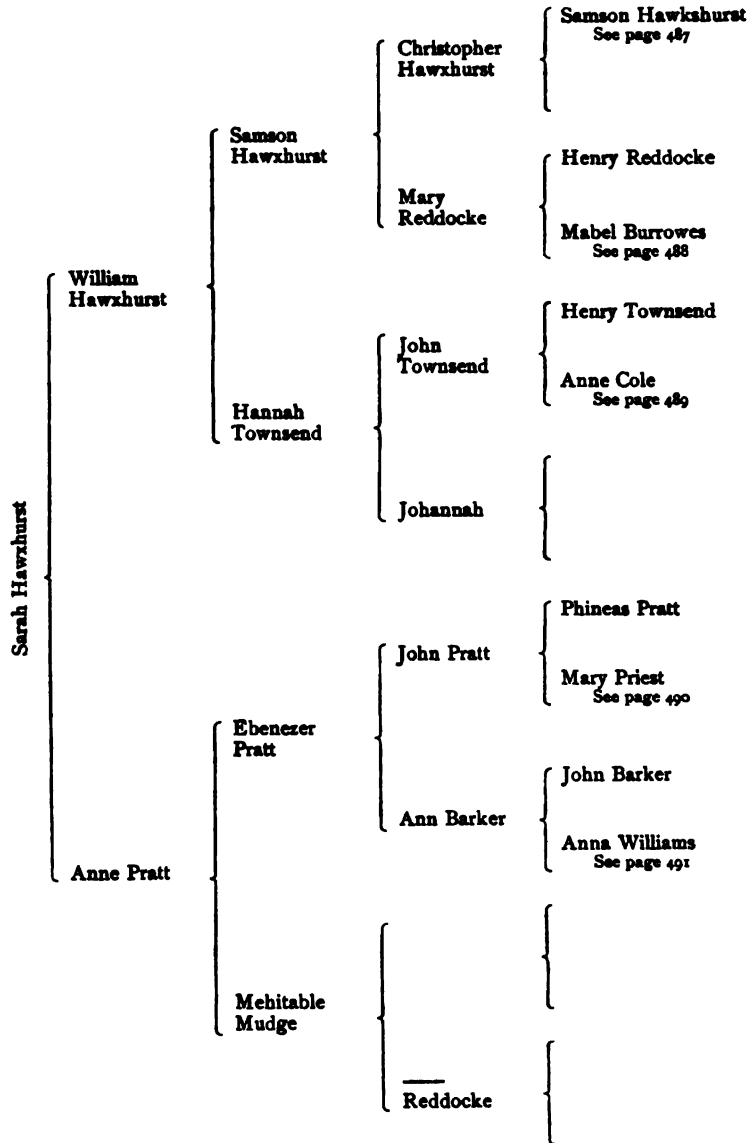 Sarah Hawxhurst
William
Hawxhurst
Anne Pratt
Samson
Hawxhurst
Hannah
Townsend
Ebenezer
Pratt
Mehitable
Mudge
Christopher
Hawxhurst
Mary
Reddocke
John
Townsend
Johannah
John Pratt
Ann Barker
Reddocke
Samson Hawkshurst
See page 487
Henry Reddocke
Mabel Burrowes
See page 488
Henry Townsend
Anne Cole
See page 489
Phineas Pratt
Mary Priest
See page 490
John Barker
Anna Williams
See page 491